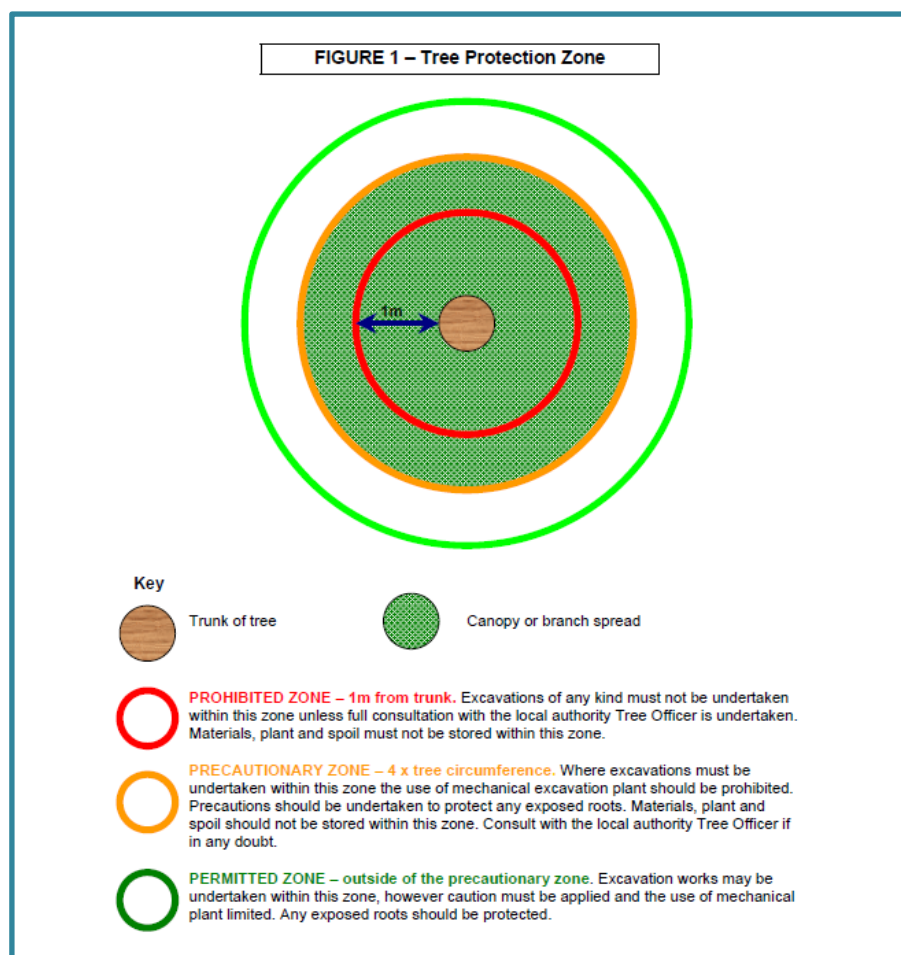 FIGURE 1 – Tree Protection Zone
1m
Key
Trunk of tree
Canopy or branch spread
PROHIBITED ZONE – 1m from trunk. Excavations of any kind must not be undertaken
within this zone unless full consultation with the local authority Tree Officer is undertaken.
Materials, plant and spoil must not be stored within this zone.
PRECAUTIONARY ZONE – 4 x tree circumference. Where excavations must be
undertaken within this zone the use of mechanical excavation plant should be prohibited.
Precautions should be undertaken to protect any exposed roots. Materials, plant and
spoil should not be stored within this zone. Consult with the local authority Tree Officer if
in any doubt.
PERMITTED ZONE – outside of the precautionary zone. Excavation works may be
undertaken within this zone, however caution must be applied and the use of mechanical
plant limited. Any exposed roots should be protected.